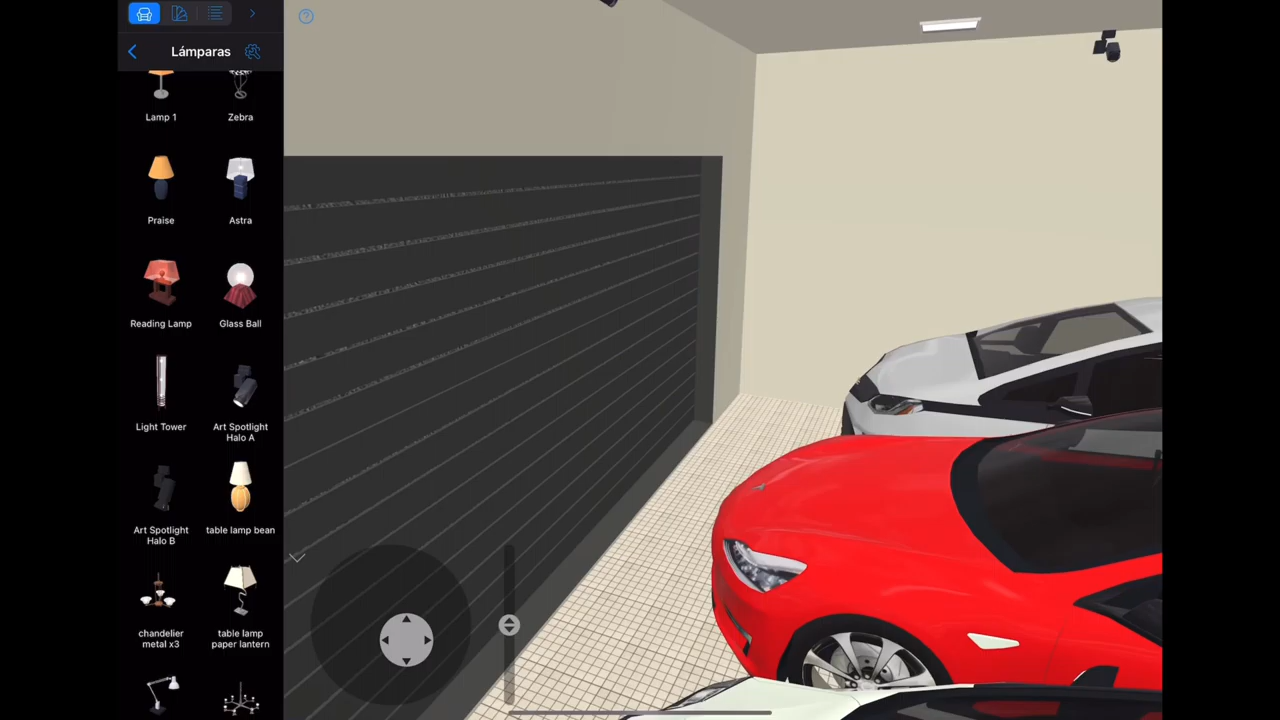 Lámparas
Lamp 1
Zebra
Praise
Astra
Reading Lamp
Glass Ball
Light Tower
Art Spotlight
Halo A
Art Spotlight
Halo B
table lamp bean
chandelier
metal x3
table lamp
paper lantern